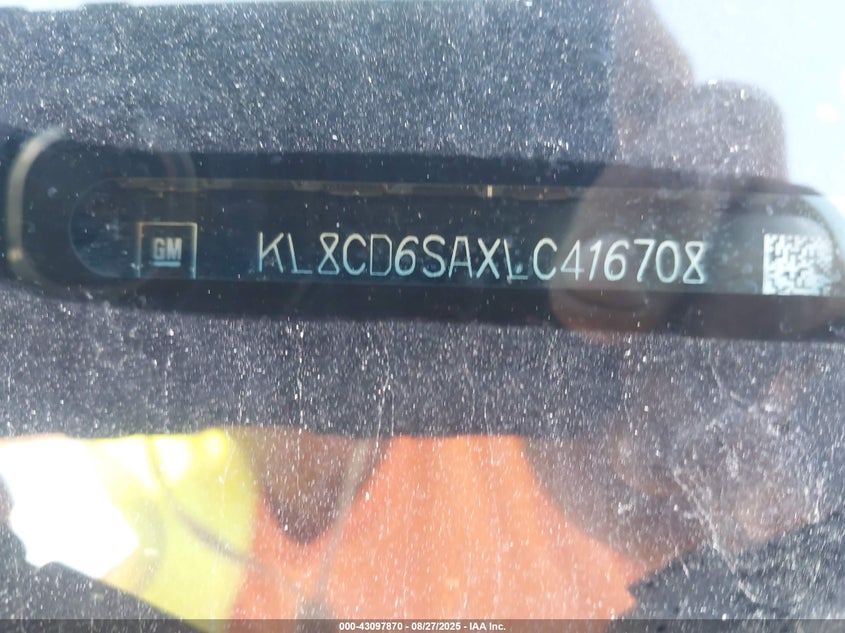 GM KL8CD6SAXLC416708
000-43097870 - 08/27/2025 - IAA Inc.